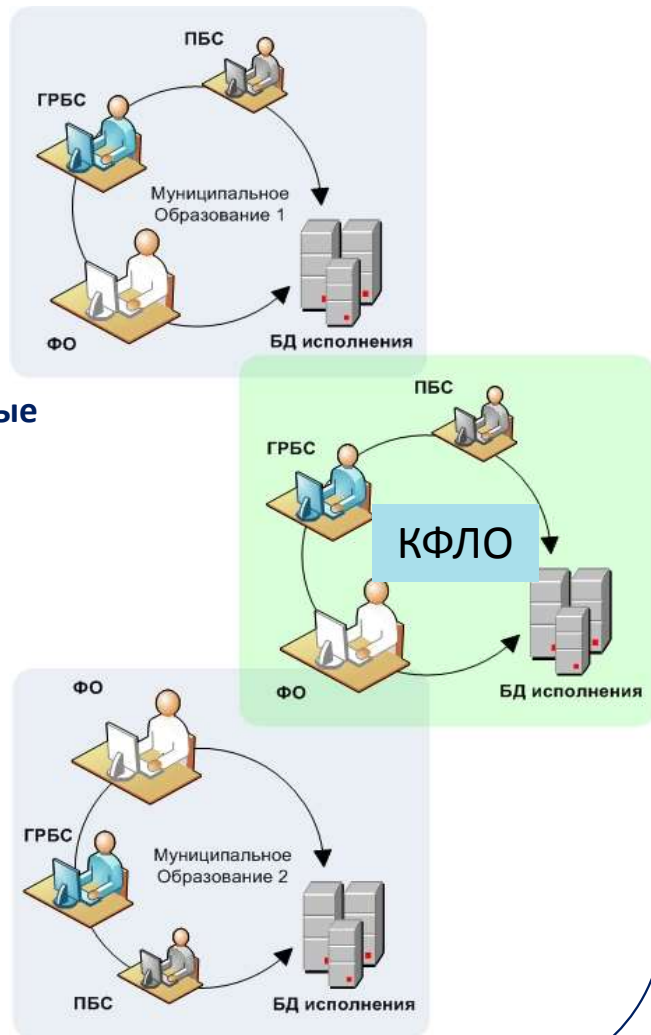 ПБС
ГРБС
Муниципальное
Образование 1
ФО
БД исполнения
ые
ПБС
ГРБС
КФЛО
ФО
БД исполнения
ФО
ГРБС
Муниципальное
Образование 2
ПБС
БД исполнения